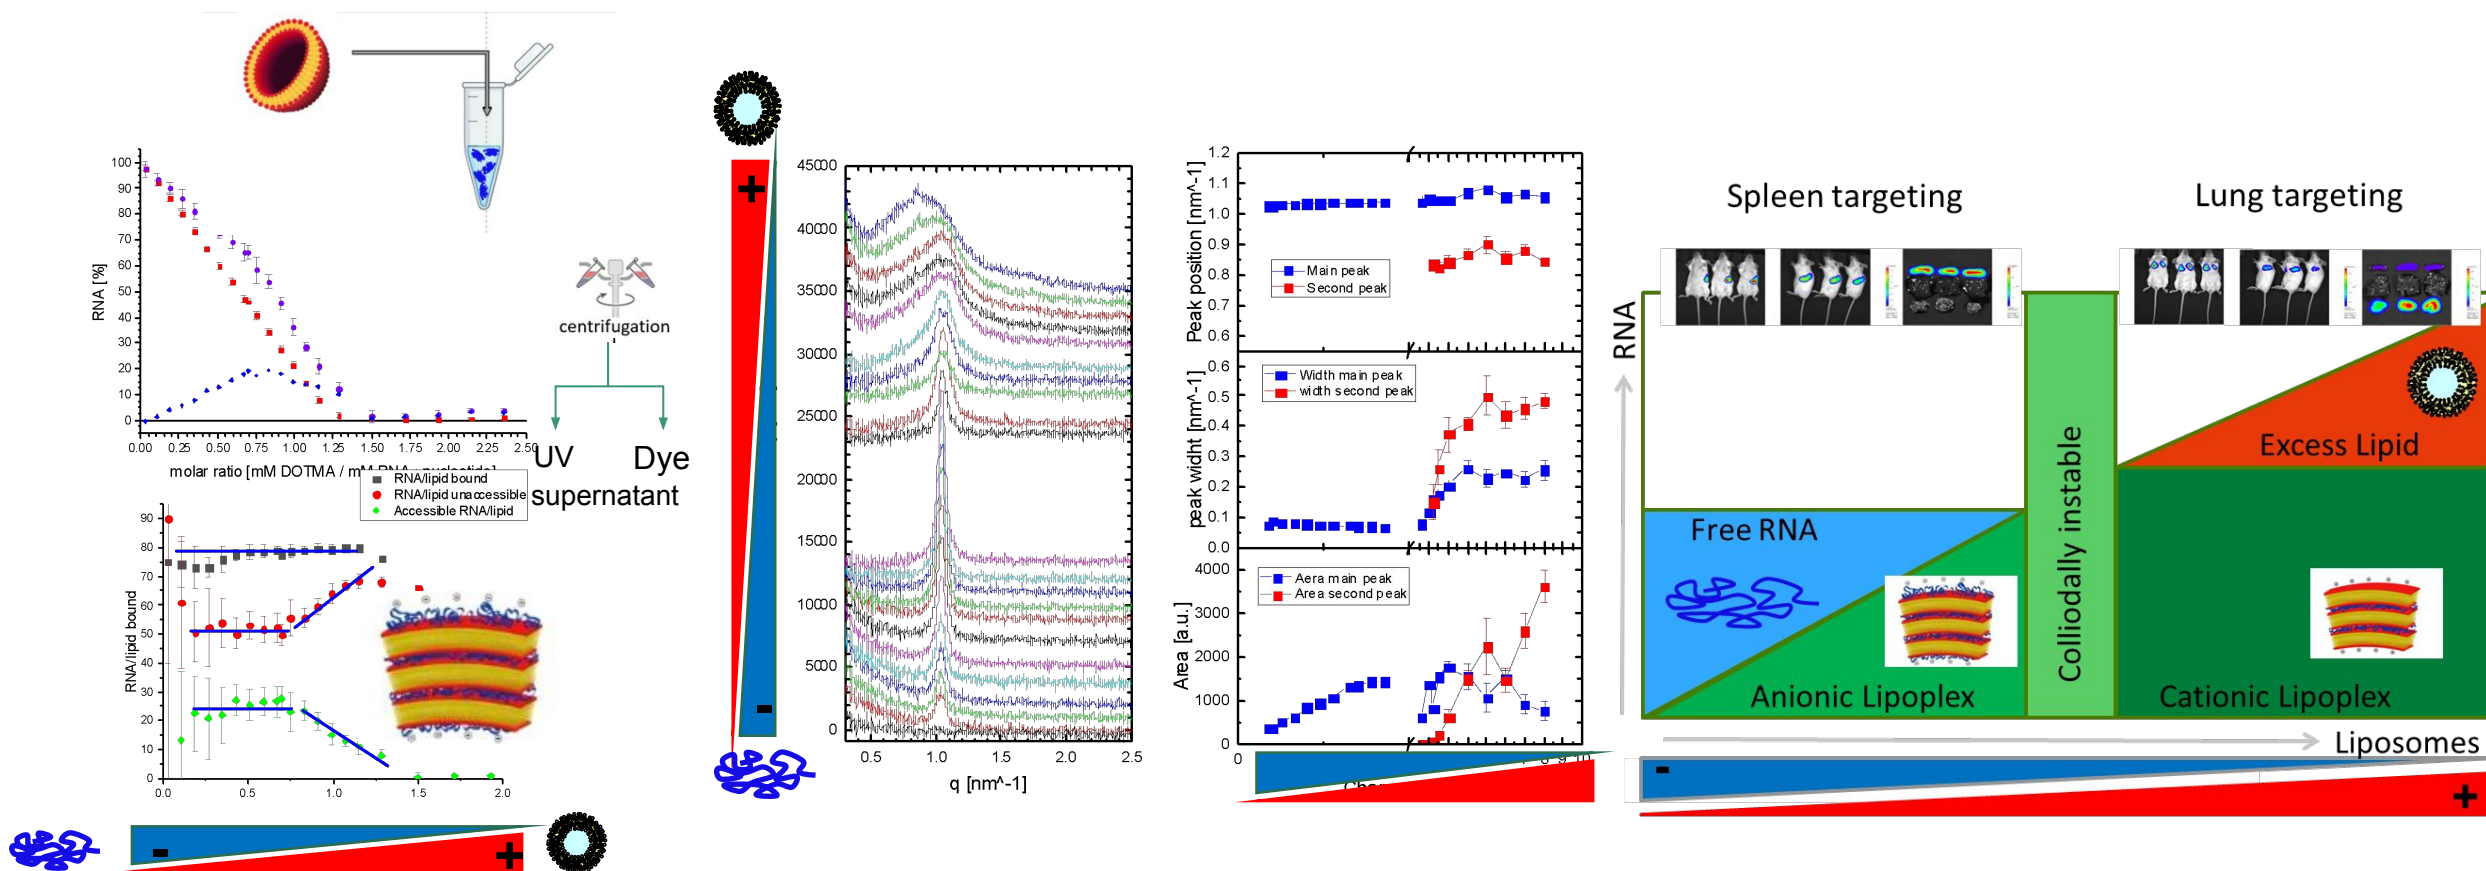 centrifugation
UV
Dye
supernatant
RNA [%]
100
90
80
70
60
50
40
30
20
10
0
0.00 0.25 0.50 0.75 1.00 1.25 1.50 1.75 2.00 2.25 2.50
molar ratio [mM DOTMA / mM RNA - nucleotide]
RNA/lipid bound
RNA/lipid unaccessible
Accessible RNA/lipid
RNA/lipid bound
90
80
70
60
50
40
30
20
10
0
0.0 0.5 1.0 1.5 2.0
-
+
+
-
45000
40000
35000
30000
25000
20000
15000
10000
5000
0
0.5 1.0 1.5 2.0 2.5
q [nm^-1]
Peak position [nm^-1]
1.2
1.1
1.0
0.9
0.8
0.7
0.6
Main peak
Second peak
peak widht [nm^-1]
0.6
0.5
0.4
0.3
0.2
0.1
0.0
Width main peak
width second peak
Area [a.u.]
4000
3000
2000
1000
0
Aera main peak
Area second peak
0 8 9 10
Spleen targeting
Lung targeting
RNA
Free RNA
Anionic Lipoplex
Colliodally instable
Excess Lipid
Cationic Lipoplex
Liposomes
-
+